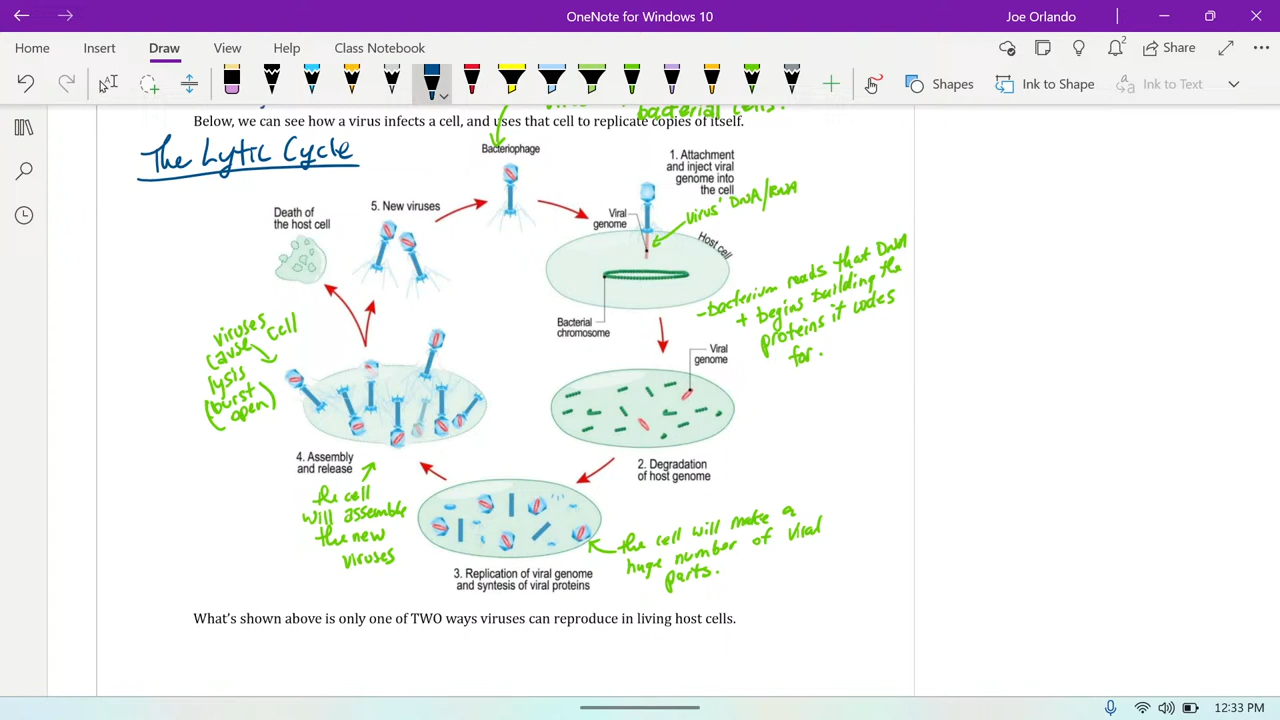 OneNote for Windows 10
Joe Orlando
Home
Insert
Draw
View
Help
Class Notebook
2
Share
Shapes
Ink to Shape
Ink to Text
bacterial cells.
Below, we can see how a virus infects a cell, and uses that cell to replicate copies of itself.
The Lytic Cycle
Bacteriophage
1. Attachment
and inject viral
genome into
the cell
Viral
genome
virus' DNA/RNA
Host cell
Bacterial
chromosome
-bacterium reads that DNA
+ begins building the
proteins it codes
for.
Viral
genome
2. Degradation
of host genome
the cell will make a
huge number of viral
parts.
3. Replication of viral genome
and syntesis of viral proteins
4. Assembly
and release
the cell
will assemble
the new
viruses
viruses
cause cell
lysis
(burst
open)
5. New viruses
Death of
the host cell
What's shown above is only one of TWO ways viruses can reproduce in living host cells.
12:33 PM